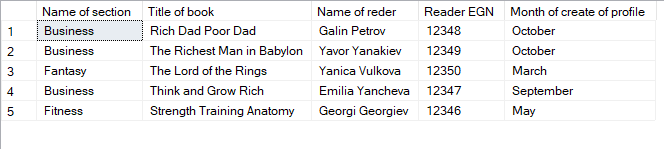 Name of section Title of book Name of reder Reader EGN Month of create of profile
1 Business Rich Dad Poor Dad Galin Petrov 12348 October
2 Business The Richest Man in Babylon Yavor Yanakiev 12349 October
3 Fantasy The Lord of the Rings Yanica Vulkova 12350 March
4 Business Think and Grow Rich Emilia Yancheva 12347 September
5 Fitness Strength Training Anatomy Georgi Georgiev 12346 May